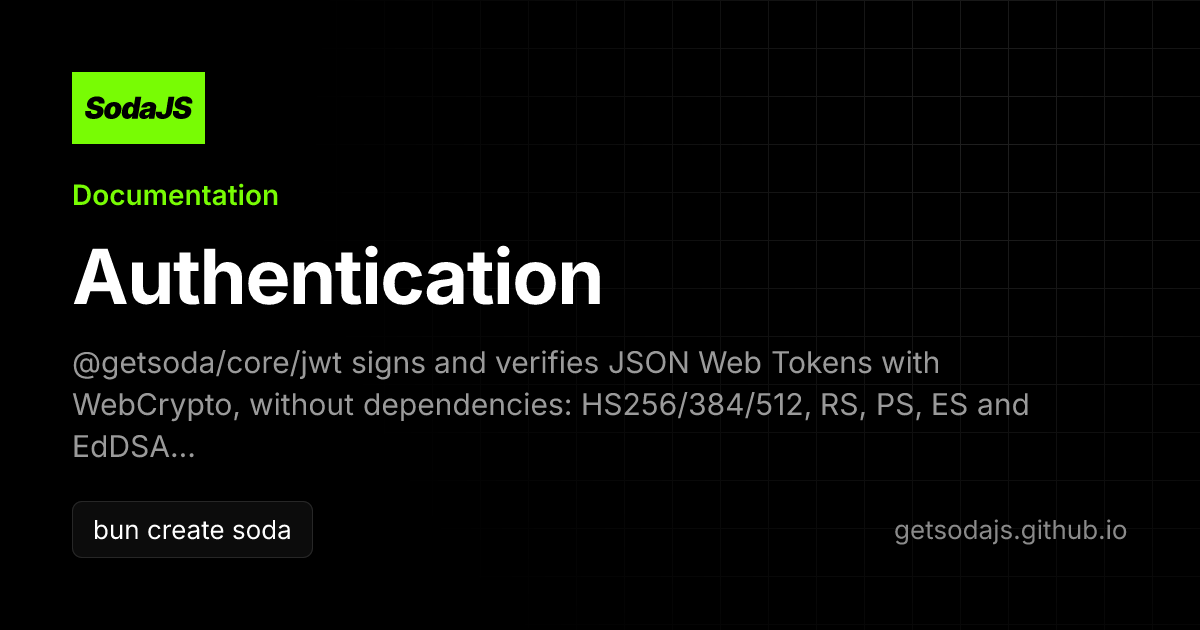 SodaJS
Documentation
Authentication
@getsoda/core/jwt signs and verifies JSON Web Tokens with
WebCrypto, without dependencies: HS256/384/512, RS, PS, ES and
EdDSA…
bun create soda
getsodajs.github.io